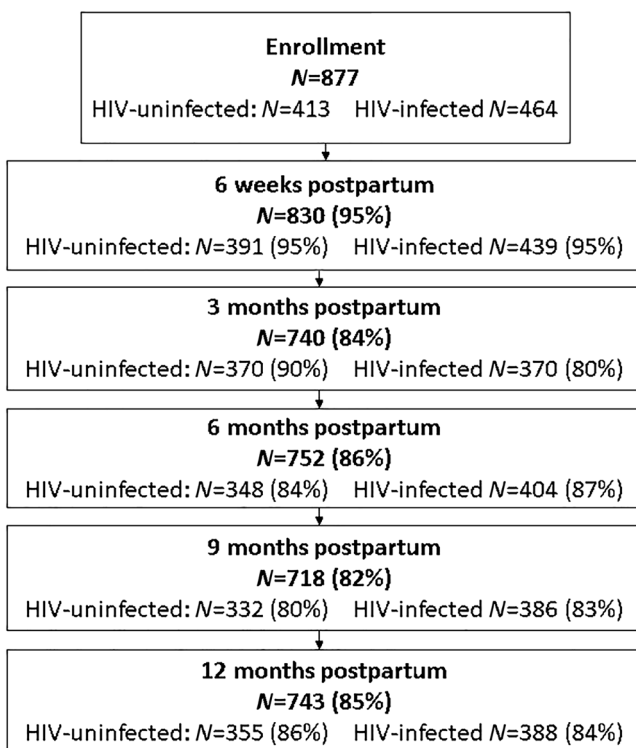 Enrollment
N=877
HIV-uninfected: N=413 HIV-infected N=464
6 weeks postpartum
N=830 (95%)
HIV-uninfected: N=391 (95%) HIV-infected N=439 (95%)
3 months postpartum
N=740 (84%)
HIV-uninfected: N=370 (90%) HIV-infected N=370 (80%)
6 months postpartum
N=752 (86%)
HIV-uninfected: N=348 (84%) HIV-infected N=404 (87%)
9 months postpartum
N=718 (82%)
HIV-uninfected: N=332 (80%) HIV-infected N=386 (83%)
12 months postpartum
N=743 (85%)
HIV-uninfected: N=355 (86%) HIV-infected N=388 (84%)